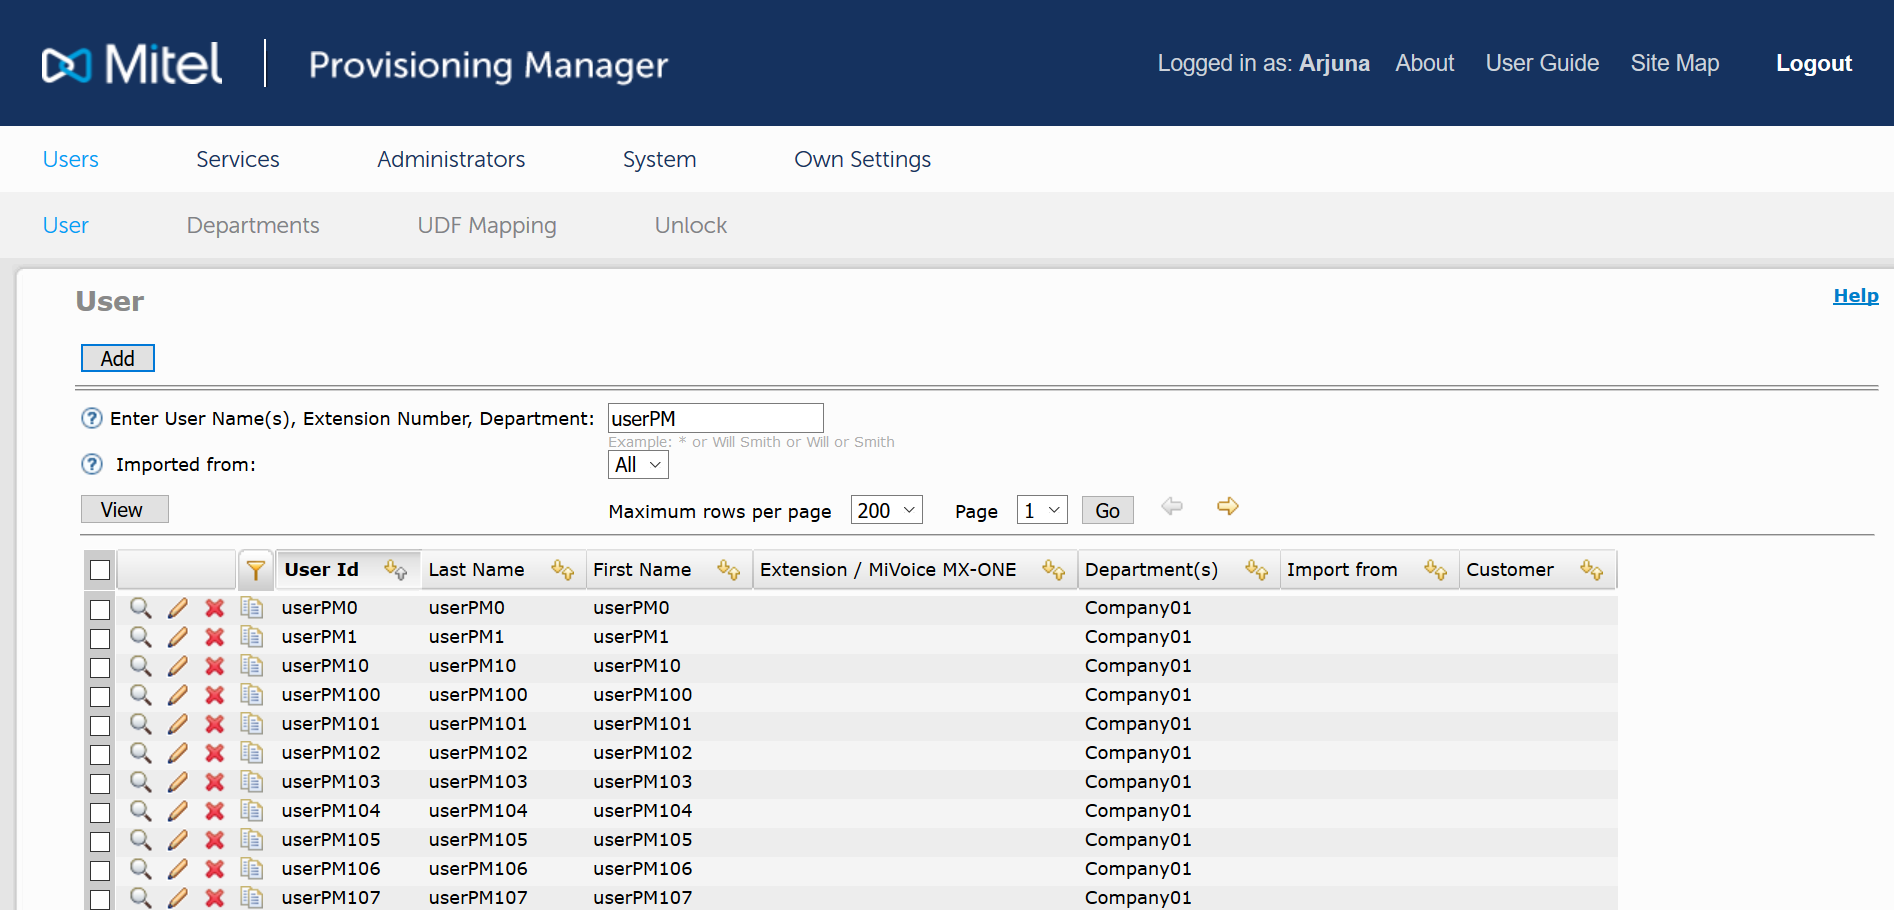 Mitel | Provisioning Manager Logged in as: Arjuna About User Guide Site Map Logout
Users Services Administrators System Own Settings
User Departments UDF Mapping Unlock
User Help
Add
? Enter User Name(s), Extension Number, Department: userPM
Example: * or Will Smith or Will or Smith
? Imported from: All
View Maximum rows per page 200 Page 1 Go
User Id Last Name First Name Extension / MiVoice MX-ONE Department(s) Import from Customer
userPM0 userPM0 userPM0 Company01
userPM1 userPM1 userPM1 Company01
userPM10 userPM10 userPM10 Company01
userPM100 userPM100 userPM100 Company01
userPM101 userPM101 userPM101 Company01
userPM102 userPM102 userPM102 Company01
userPM103 userPM103 userPM103 Company01
userPM104 userPM104 userPM104 Company01
userPM105 userPM105 userPM105 Company01
userPM106 userPM106 userPM106 Company01
userPM107 userPM107 userPM107 Company01